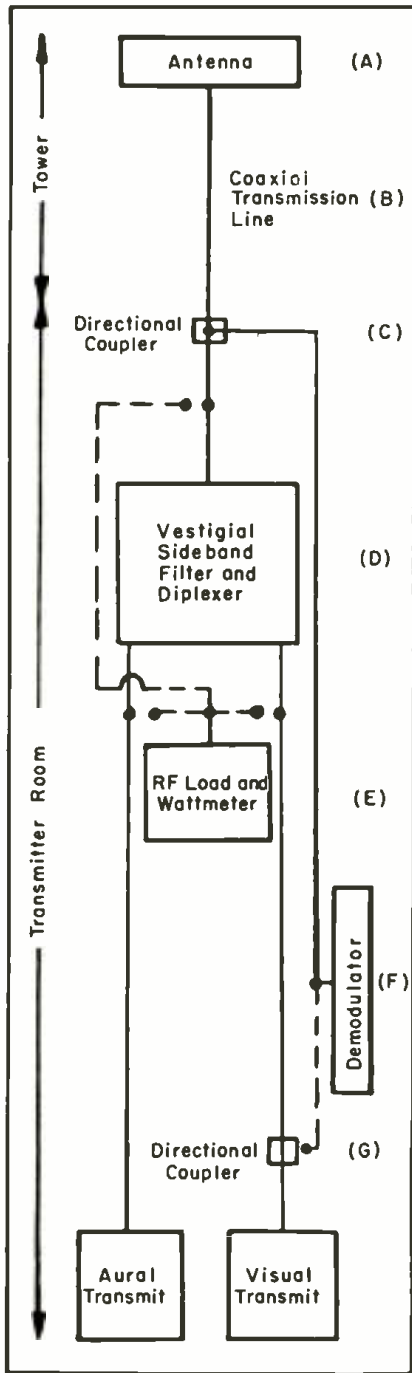 Antenna
(A)
Tower
Coaxial
Transmission (B)
Line
Directional
Coupler
(C)
Vestigial
Sideband
Filter and
Diplexer
(D)
RF Load and
Wattmeter
(E)
Transmitter Room
Demodulator
(F)
Directional
Coupler
(G)
Aural
Transmit
Visual
Transmit